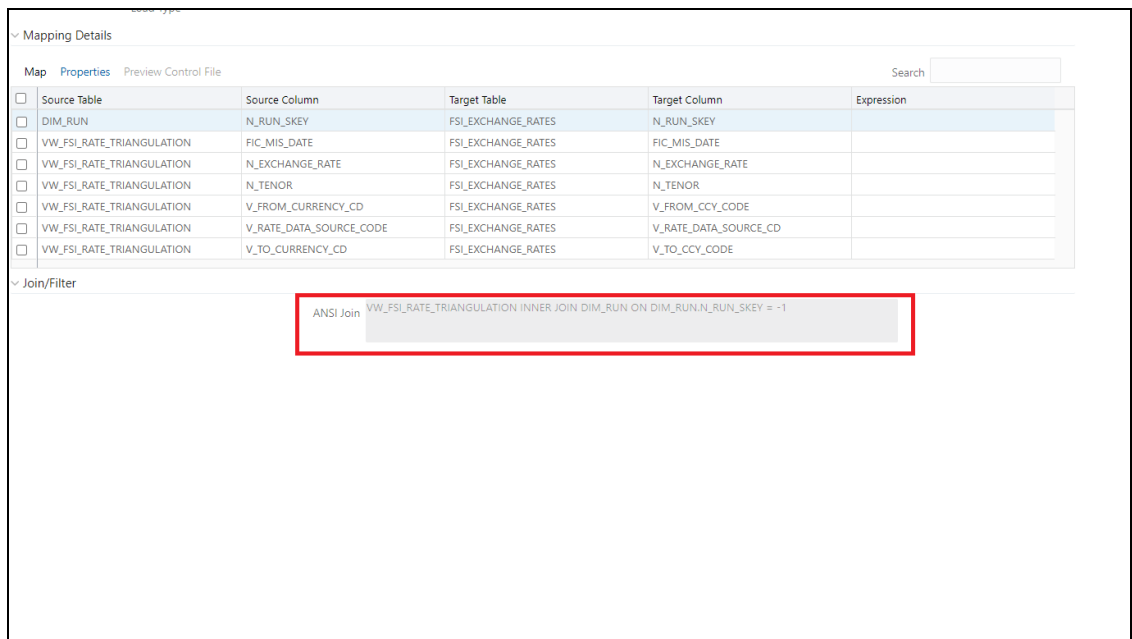 Load Type
Mapping Details
Map Properties Preview Control File Search
Source Table Source Column Target Table Target Column Expression
DIM_RUN N_RUN_SKEY FSI_EXCHANGE_RATES N_RUN_SKEY
VW_FSI_RATE_TRIANGULATION FIC_MIS_DATE FSI_EXCHANGE_RATES FIC_MIS_DATE
VW_FSI_RATE_TRIANGULATION N_EXCHANGE_RATE FSI_EXCHANGE_RATES N_EXCHANGE_RATE
VW_FSI_RATE_TRIANGULATION N_TENOR FSI_EXCHANGE_RATES N_TENOR
VW_FSI_RATE_TRIANGULATION V_FROM_CURRENCY_CD FSI_EXCHANGE_RATES V_FROM_CCY_CODE
VW_FSI_RATE_TRIANGULATION V_RATE_DATA_SOURCE_CODE FSI_EXCHANGE_RATES V_RATE_DATA_SOURCE_CD
VW_FSI_RATE_TRIANGULATION V_TO_CURRENCY_CD FSI_EXCHANGE_RATES V_TO_CCY_CODE
Join/Filter
ANSI Join VW_FSI_RATE_TRIANGULATION INNER JOIN DIM_RUN ON DIM_RUN.N_RUN_SKEY = -1